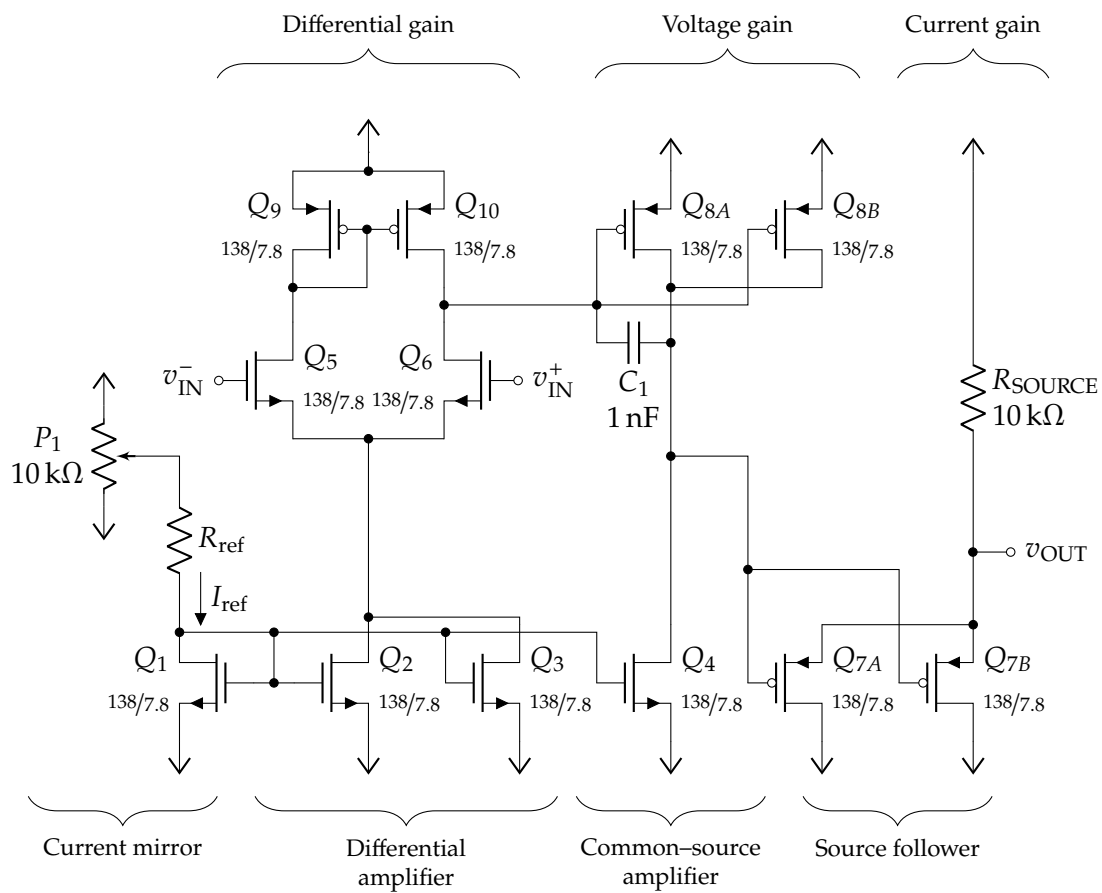 Differential gain
Voltage gain
Current gain
Q9
Q10
Q8A
Q8B
138/7.8
138/7.8
138/7.8
138/7.8
Q5
Q6
v−IN
v+IN
138/7.8
138/7.8
C1
1 nF
RSOURCE
10 kΩ
P1
10 kΩ
Rref
Iref
vOUT
Q1
Q2
Q3
Q4
Q7A
Q7B
138/7.8
138/7.8
138/7.8
138/7.8
138/7.8
138/7.8
Current mirror
Differential
amplifier
Common–source
amplifier
Source follower